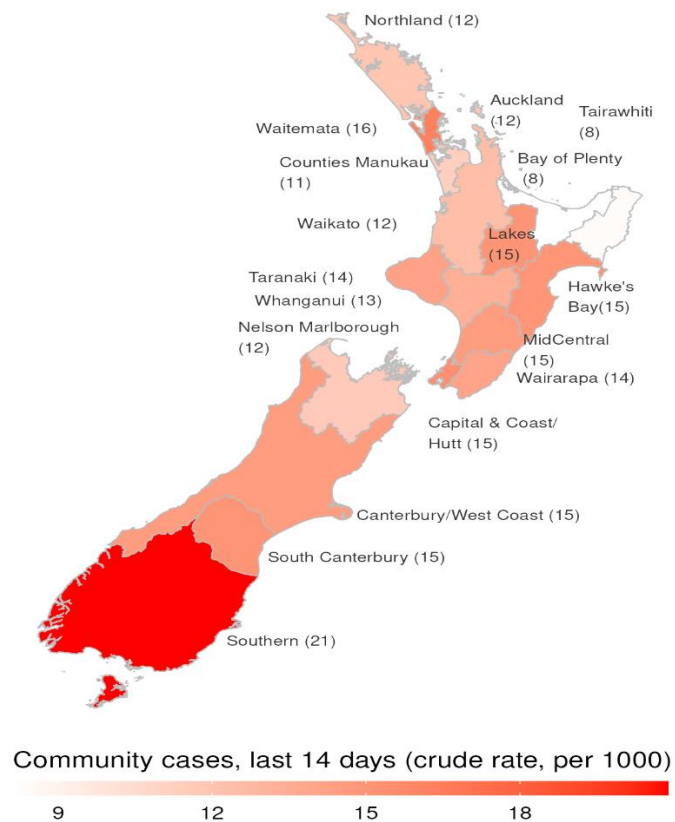 Northland (12)
Auckland
(12)
Tairawhiti
(8)
Waitemata (16)
Counties Manukau
(11)
Bay of Plenty
(8)
Waikato (12)
Lakes
(15)
Taranaki (14)
Whanganui (13)
Hawke's
Bay(15)
Nelson Marlborough
(12)
MidCentral
(15)
Wairarapa (14)
Capital & Coast/
Hutt (15)
Canterbury/West Coast (15)
South Canterbury (15)
Southern (21)
Community cases, last 14 days (crude rate, per 1000)
9 12 15 18